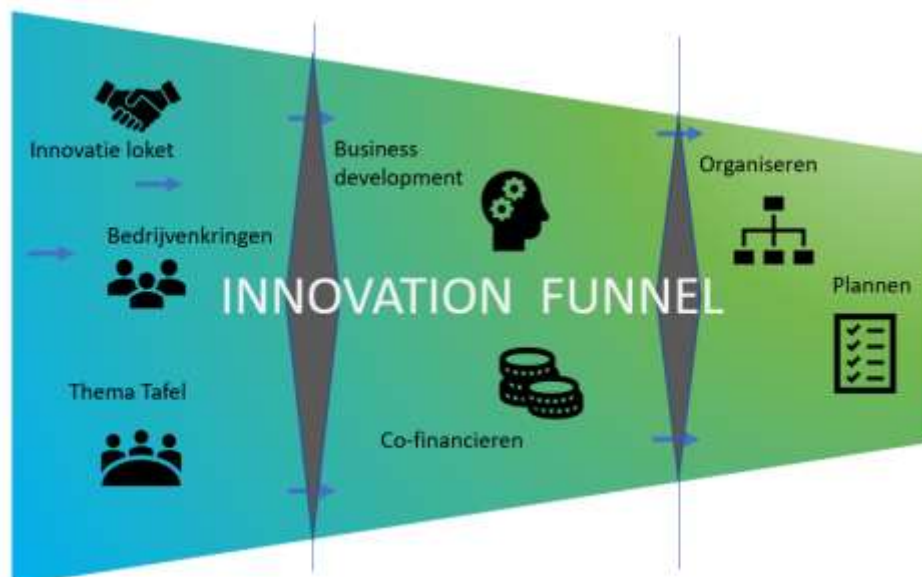 Innovatie loket
Bedrijvenkringen
Thema Tafel
Business
development
INNOVATION FUNNEL
Co-financieren
Organiseren
Plannen